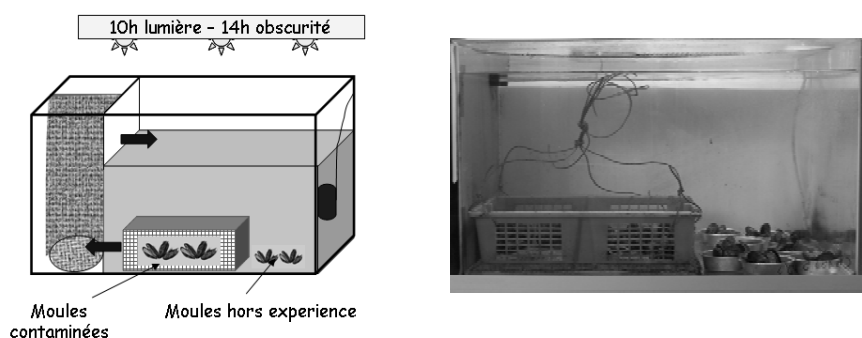 10h lumière – 14h obscurité
Moules
contaminées
Moules hors experience